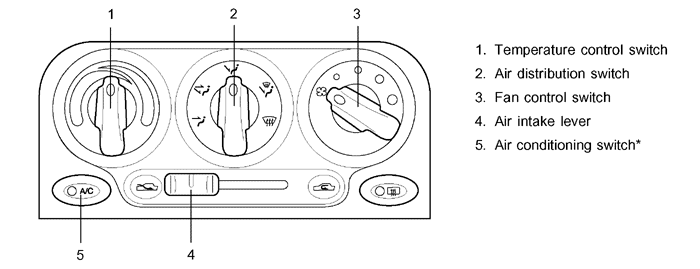 1 2 3
1. Temperature control switch
2. Air distribution switch
3. Fan control switch
4. Air intake lever
5. Air conditioning switch*
A/C
5 4